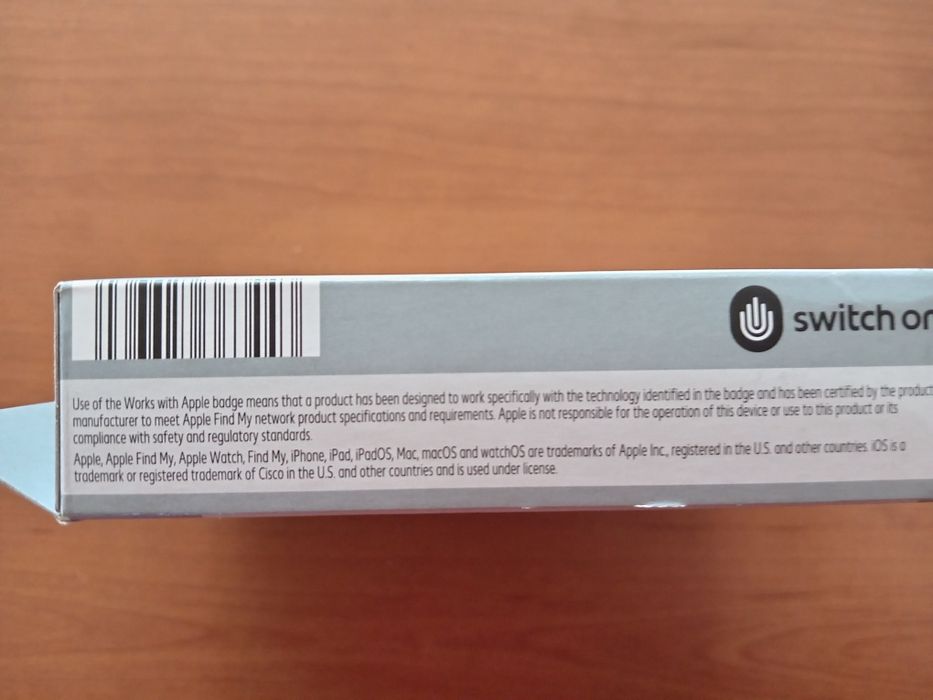 switch on
Use of the Works with Apple badge means that a product has been designed to work specifically with the technology identified in the badge and has been certified by the product
manufacturer to meet Apple Find My network product specifications and requirements. Apple is not responsible for the operation of this device or use to this product or its
compliance with safety and regulatory standards.
Apple, Apple Find My, Apple Watch, Find My, iPhone, iPad, iPadOS, Mac, macOS and watchOS are trademarks of Apple Inc., registered in the U.S. and other countries. iOS is a
trademark or registered trademark of Cisco in the U.S. and other countries and is used under license.